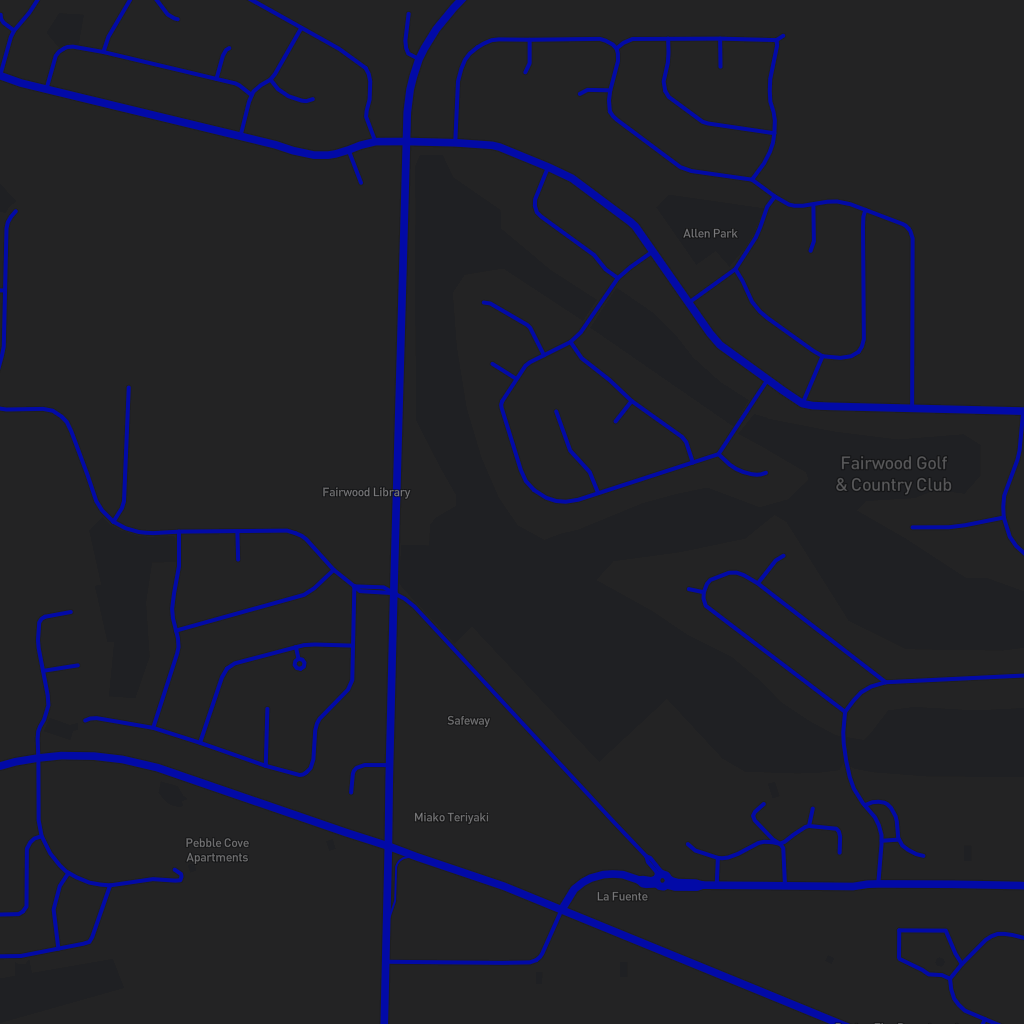 Allen Park
Fairwood Golf
& Country Club
Fairwood Library
Safeway
Miako Teriyaki
Pebble Cove
Apartments
La Fuente